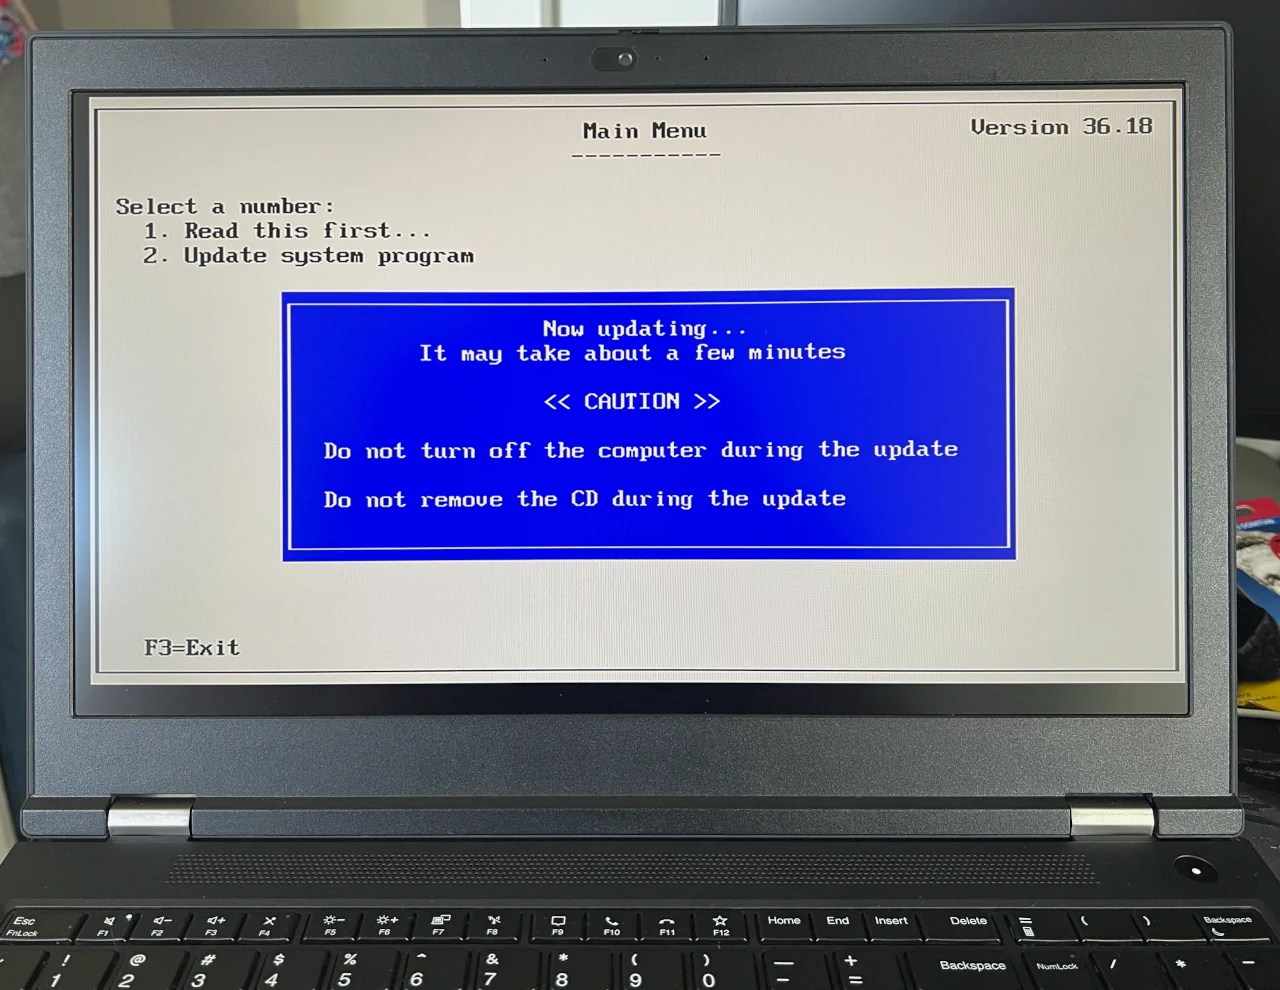 Main Menu
Version 36.18
-----------
Select a number:
1. Read this first...
2. Update system program
Now updating...
It may take about a few minutes
<< CAUTION >>
Do not turn off the computer during the update
Do not remove the CD during the update
F3=Exit
Esc F1 F2 F3 F4 F5 F6 F7 F8 F9 F10 F11 F12 Home End Insert Delete = ( ) Backspace
FnLock
! @ # $ % ^ & * ( ) — + Backspace NumLock / * –
1 2 3 4 5 6 7 8 9 0 - =